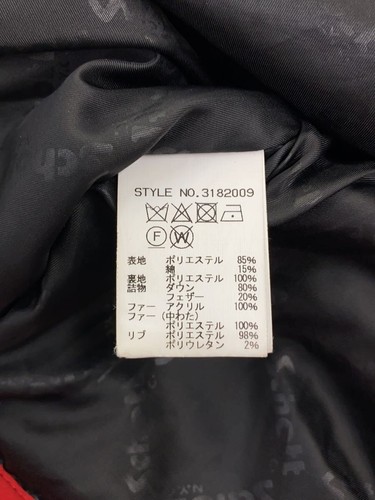 STYLE NO.3182009
F W
表地 ポリエステル 85%
綿 15%
裏地 ポリエステル 100%
詰物 ダウン 80%
フェザー 20%
ファー アクリル 100%
ファー(中わた)
ポリエステル 100%
リブ ポリエステル 98%
ポリウレタン 2%
Schott
N.Y.